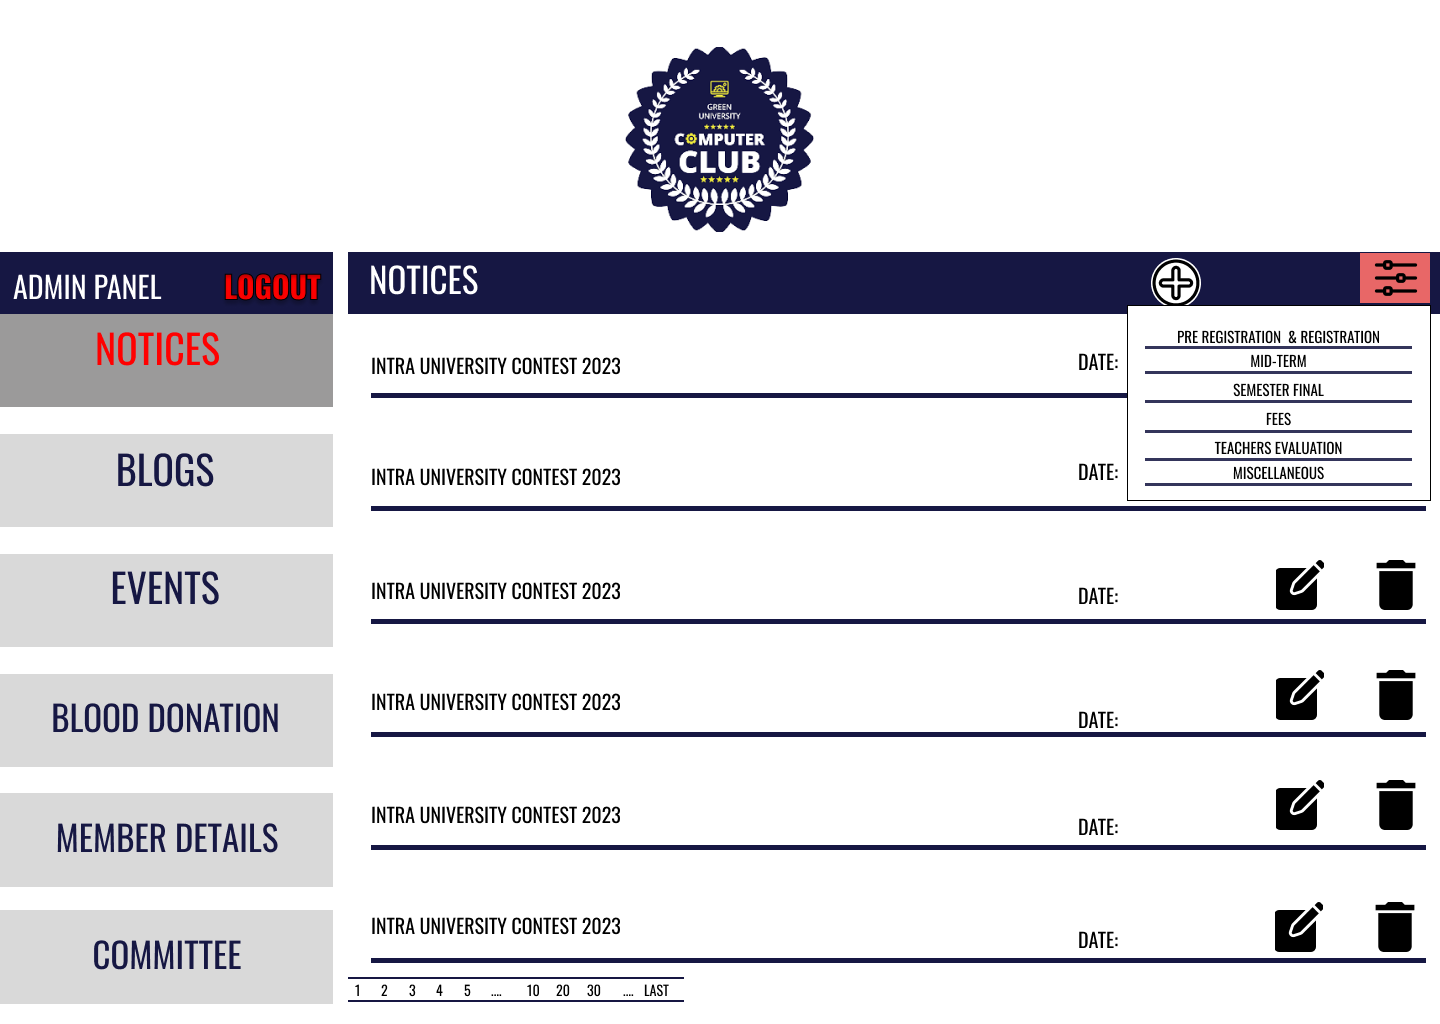 GREEN
UNIVERSITY
COMPUTER
CLUB
ADMIN PANEL LOGOUT
NOTICES
BLOGS
EVENTS
BLOOD DONATION
MEMBER DETAILS
COMMITTEE
NOTICES
PRE REGISTRATION & REGISTRATION
MID-TERM
SEMESTER FINAL
FEES
TEACHERS EVALUATION
MISCELLANEOUS
INTRA UNIVERSITY CONTEST 2023 DATE:
INTRA UNIVERSITY CONTEST 2023 DATE:
INTRA UNIVERSITY CONTEST 2023 DATE:
INTRA UNIVERSITY CONTEST 2023 DATE:
INTRA UNIVERSITY CONTEST 2023 DATE:
INTRA UNIVERSITY CONTEST 2023 DATE:
1 2 3 4 5 .... 10 20 30 .... LAST